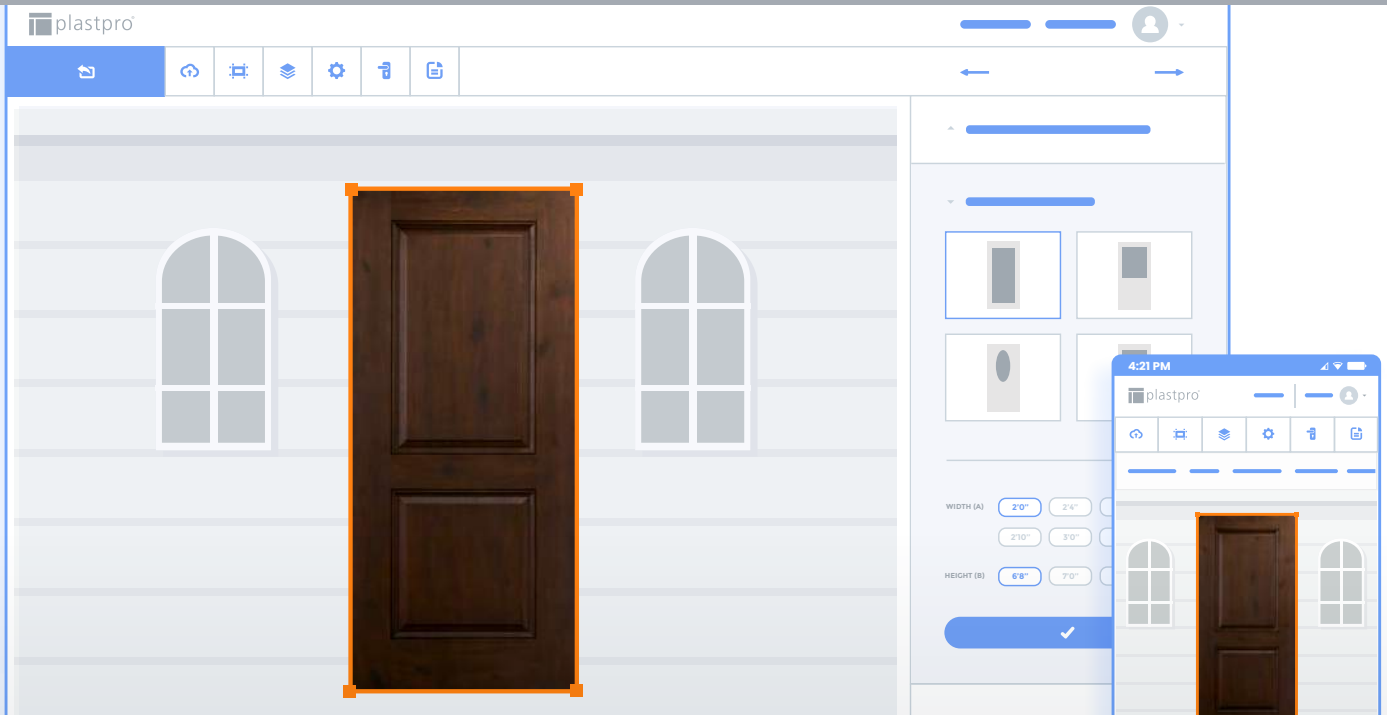 plastpro
WIDTH (A) 2'0" 2'4"
2'10" 3'0"
HEIGHT (B) 6'8" 7'0"
4:21 PM
plastpro